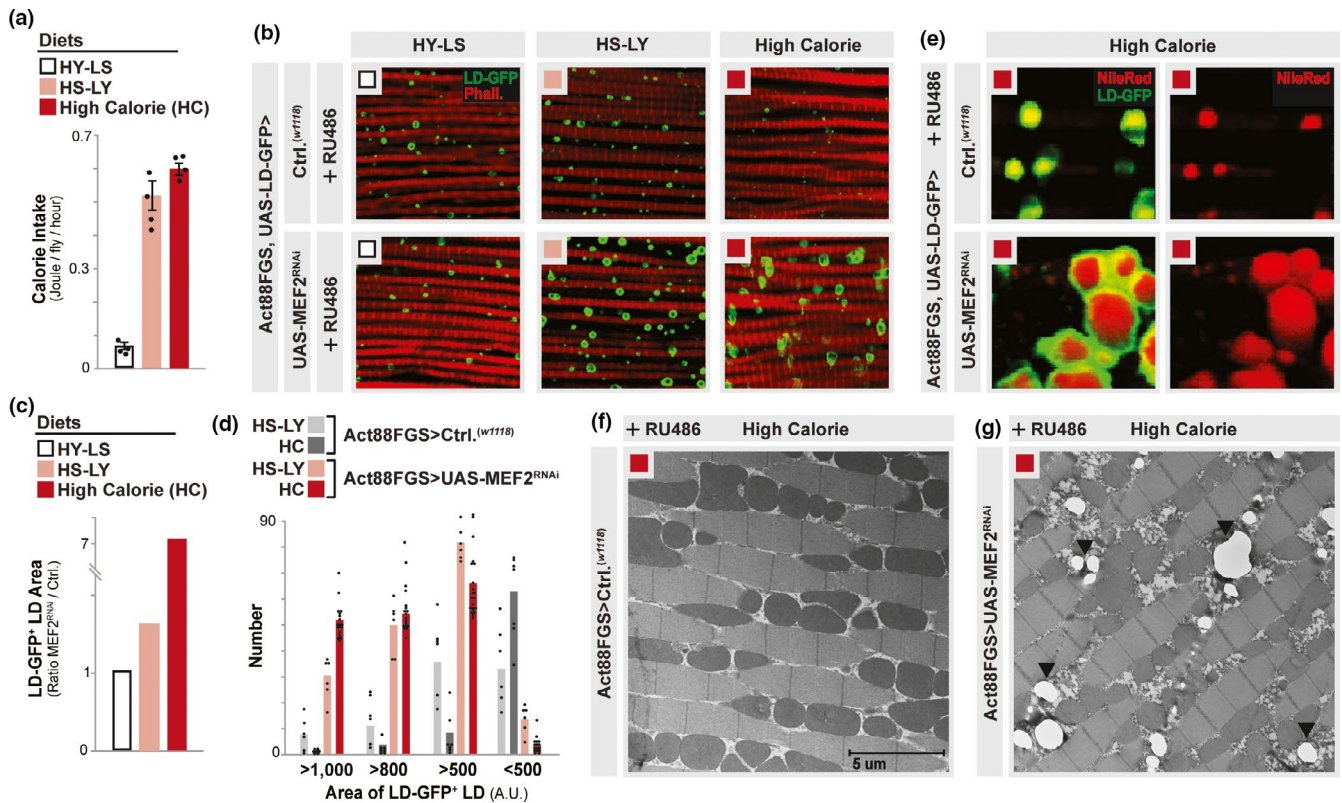 (a)
Diets
HY-LS
HS-LY
High Calorie (HC)
0.7
0
Calorie Intake
(Joule / fly / hour)
(b)
HY-LS
HS-LY
High Calorie
Act88FGS, UAS-LD-GFP>
Ctrl.(w1118)
+ RU486
UAS-MEF2RNAi
+ RU486
LD-GFP
Phall.
(c)
Diets
HY-LS
HS-LY
High Calorie (HC)
7
1
0
LD-GFP+ LD Area
(Ratio MEF2RNAi / Ctrl.)
(d)
HS-LY
HC
Act88FGS>Ctrl.(w1118)
HS-LY
HC
Act88FGS>UAS-MEF2RNAi
90
0
Number
>1,000 >800 >500 <500
Area of LD-GFP+ LD (A.U.)
(e)
High Calorie
Act88FGS, UAS-LD-GFP> + RU486
Ctrl.(w1118)
UAS-MEF2RNAi
NileRed
LD-GFP
NileRed
(f)
+ RU486 High Calorie
Act88FGS>Ctrl.(w1118)
5 um
(g)
+ RU486 High Calorie
Act88FGS>UAS-MEF2RNAi